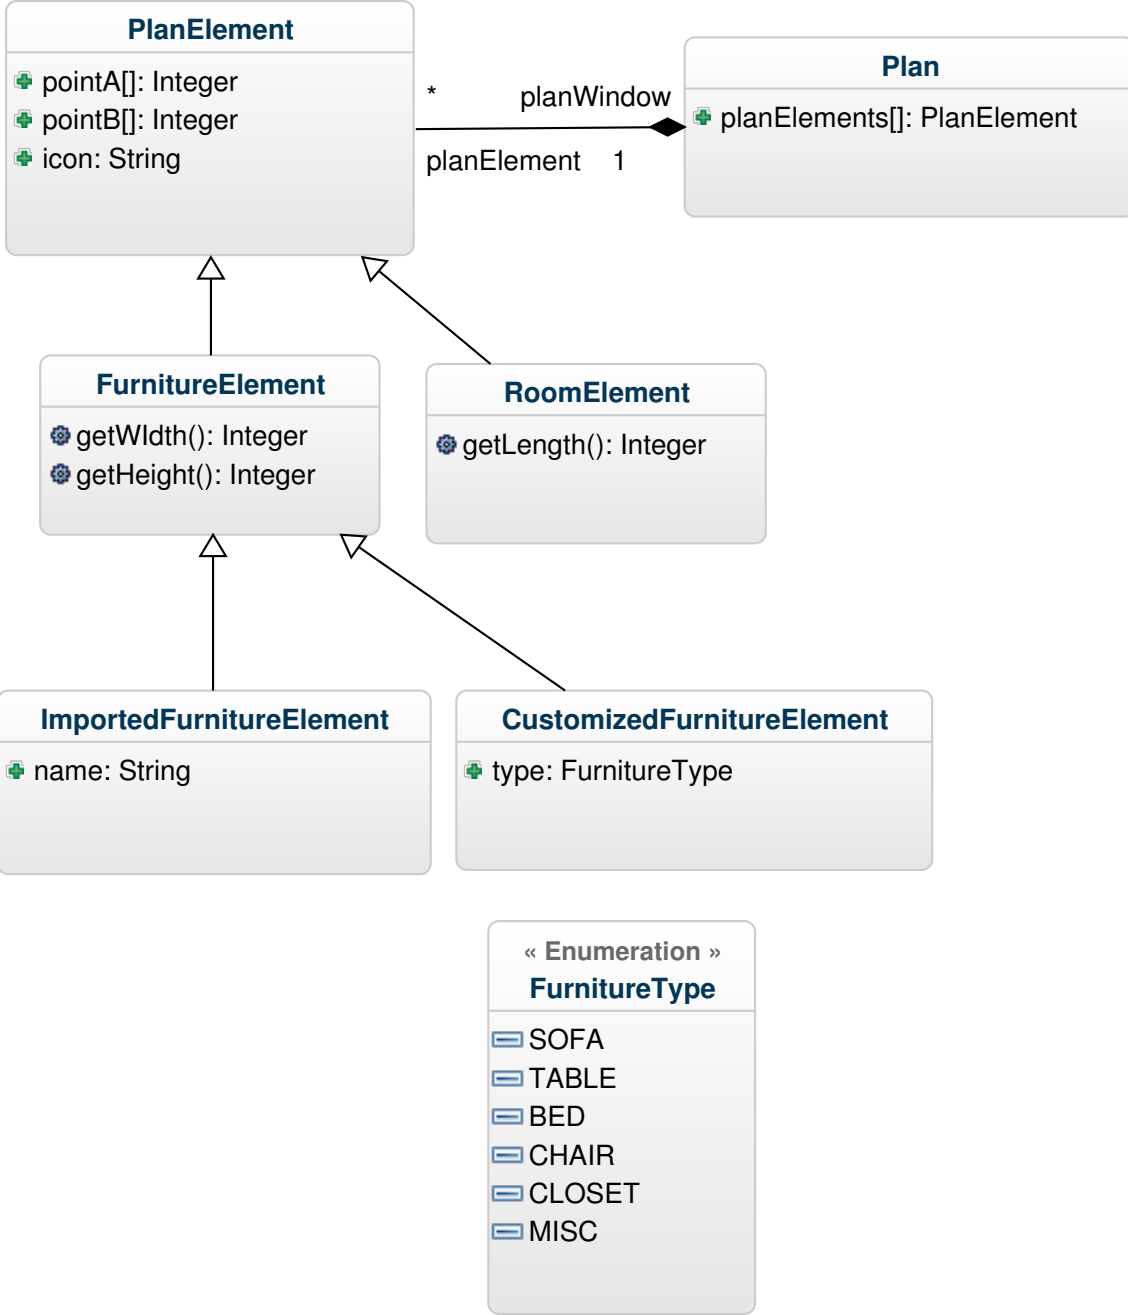 PlanElement
pointA[]: Integer
pointB[]: Integer
icon: String
* planWindow
planElement 1
Plan
planElements[]: PlanElement
FurnitureElement
getWIdth(): Integer
getHeight(): Integer
RoomElement
getLength(): Integer
ImportedFurnitureElement
name: String
CustomizedFurnitureElement
type: FurnitureType
« Enumeration »
FurnitureType
SOFA
TABLE
BED
CHAIR
CLOSET
MISC